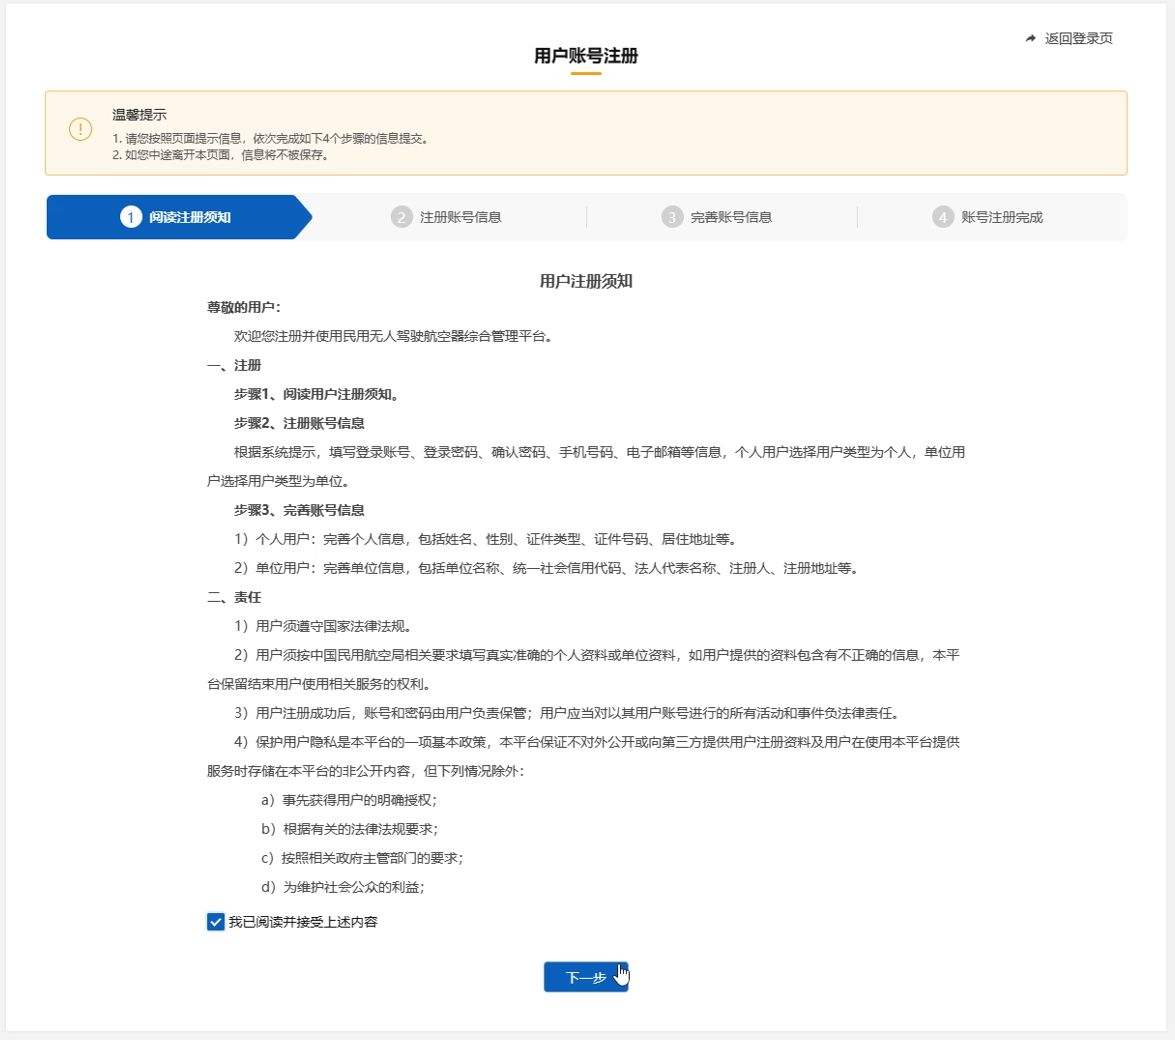 返回登录页
用户账号注册
温馨提示
1. 请您按照页面提示信息，依次完成如下4个步骤的信息提交。
2. 如您中途离开本页面，信息将不被保存。
1 阅读注册须知
2 注册账号信息
3 完善账号信息
4 账号注册完成
用户注册须知
尊敬的用户：
欢迎您注册并使用民用无人驾驶航空器综合管理平台。
一、注册
步骤1、阅读用户注册须知。
步骤2、注册账号信息
根据系统提示，填写登录账号、登录密码、确认密码、手机号码、电子邮箱等信息，个人用户选择用户类型为个人，单位用
户选择用户类型为单位。
步骤3、完善账号信息
1）个人用户：完善个人信息，包括姓名、性别、证件类型、证件号码、居住地址等。
2）单位用户：完善单位信息，包括单位名称、统一社会信用代码、法人代表名称、注册人、注册地址等。
二、责任
1）用户须遵守国家法律法规。
2）用户须按中国民用航空局相关要求填写真实准确的个人资料或单位资料，如用户提供的资料包含有不正确的信息，本平
台保留结束用户使用相关服务的权利。
3）用户注册成功后，账号和密码由用户负责保管；用户应当对以其用户账号进行的所有活动和事件负法律责任。
4）保护用户隐私是本平台的一项基本政策，本平台保证不对外公开或向第三方提供用户注册资料及用户在使用本平台提供
服务时存储在本平台的非公开内容，但下列情况除外：
a）事先获得用户的明确授权；
b）根据有关的法律法规要求；
c）按照相关政府主管部门的要求；
d）为维护社会公众的利益；
我已阅读并接受上述内容
下一步